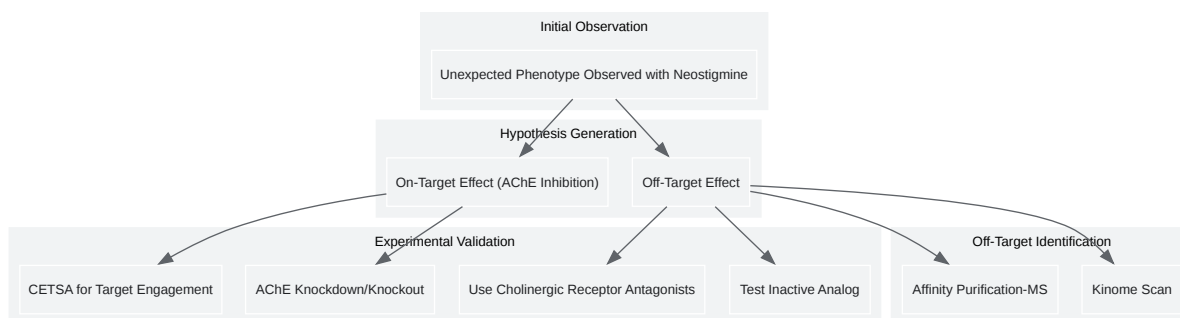 Initial Observation
Unexpected Phenotype Observed with Neostigmine
Hypothesis Generation
On-Target Effect (AChE Inhibition)
Off-Target Effect
Experimental Validation
Off-Target Identification
CETSA for Target Engagement
AChE Knockdown/Knockout
Use Cholinergic Receptor Antagonists
Test Inactive Analog
Affinity Purification-MS
Kinome Scan